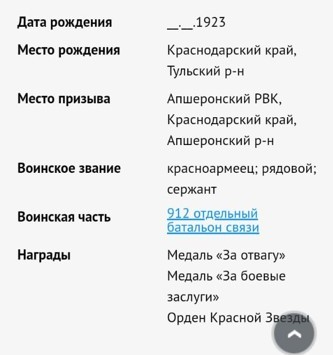 Дата рождения __.__.1923
Место рождения Краснодарский край,
Тульский р-н
Место призыва Апшеронский РВК,
Краснодарский край,
Апшеронский р-н
Воинское звание красноармеец; рядовой;
сержант
Воинская часть 912 отдельный
батальон связи
Награды Медаль «За отвагу»
Медаль «За боевые
заслуги»
Орден Красной Звезды